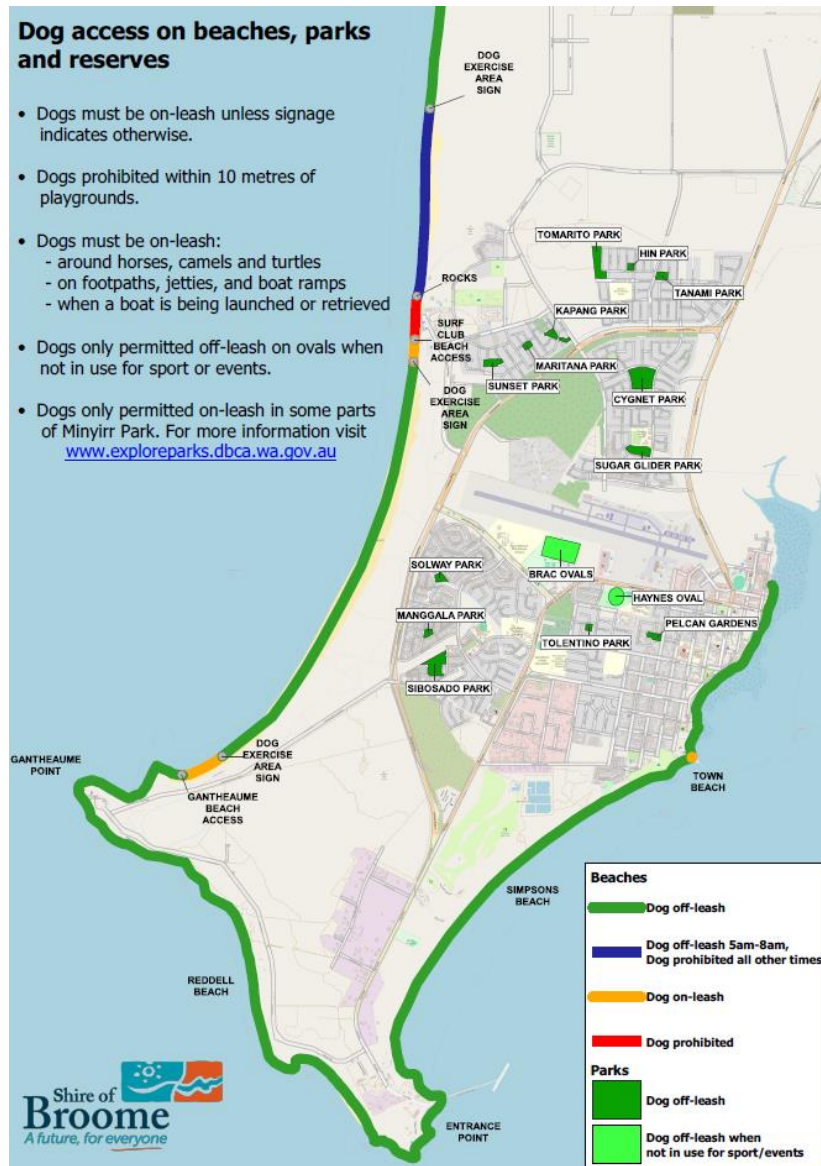 Dog access on beaches, parks
and reserves
• Dogs must be on-leash unless signage
indicates otherwise.
• Dogs prohibited within 10 metres of
playgrounds.
• Dogs must be on-leash:
- around horses, camels and turtles
- on footpaths, jetties, and boat ramps
- when a boat is being launched or retrieved
• Dogs only permitted off-leash on ovals when
not in use for sport or events.
• Dogs only permitted on-leash in some parts
of Minyirr Park. For more information visit
www.exploreparks.dbca.wa.gov.au
DOG
EXERCISE
AREA
SIGN
ROCKS
SURF
CLUB
BEACH
ACCESS
DOG
EXERCISE
AREA
SIGN
TOMARITO PARK
HIN PARK
TANAMI PARK
KAPANG PARK
MARITANA PARK
SUNSET PARK
CYGNET PARK
SUGAR GLIDER PARK
BRAC OVALS
SOLWAY PARK
HAYNES OVAL
MANGGALA PARK
PELCAN GARDENS
TOLENTINO PARK
SIBOSADO PARK
GANTHEAUME
POINT
DOG
EXERCISE
AREA
SIGN
GANTHEAUME
BEACH
ACCESS
TOWN
BEACH
SIMPSONS
BEACH
REDDELL
BEACH
ENTRANCE
POINT
Beaches
Dog off-leash
Dog off-leash 5am-8am,
Dog prohibited all other times
Dog on-leash
Dog prohibited
Parks
Dog off-leash
Dog off-leash when
not in use for sport/events
Shire of
Broome
A future, for everyone